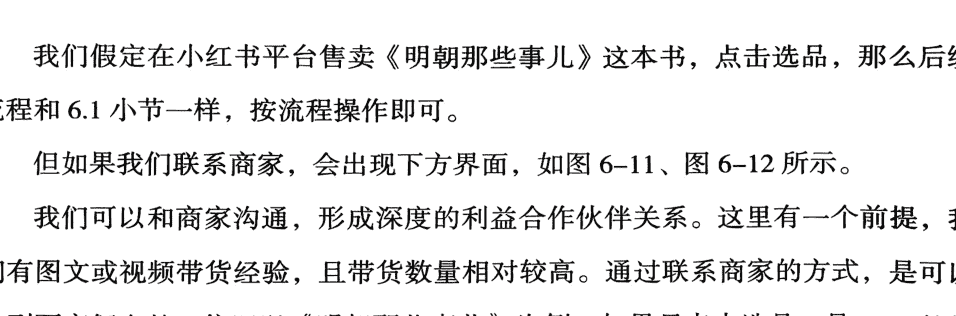 我们假定在小红书平台售卖《明朝那些事儿》这本书，点击选品，那么后续
流程和 6.1 小节一样，按流程操作即可。
但如果我们联系商家，会出现下方界面，如图 6-11、图 6-12 所示。
我们可以和商家沟通，形成深度的利益合作伙伴关系。这里有一个前提，我
们有图文或视频带货经验，且带货数量相对较高。通过联系商家的方式，是可以